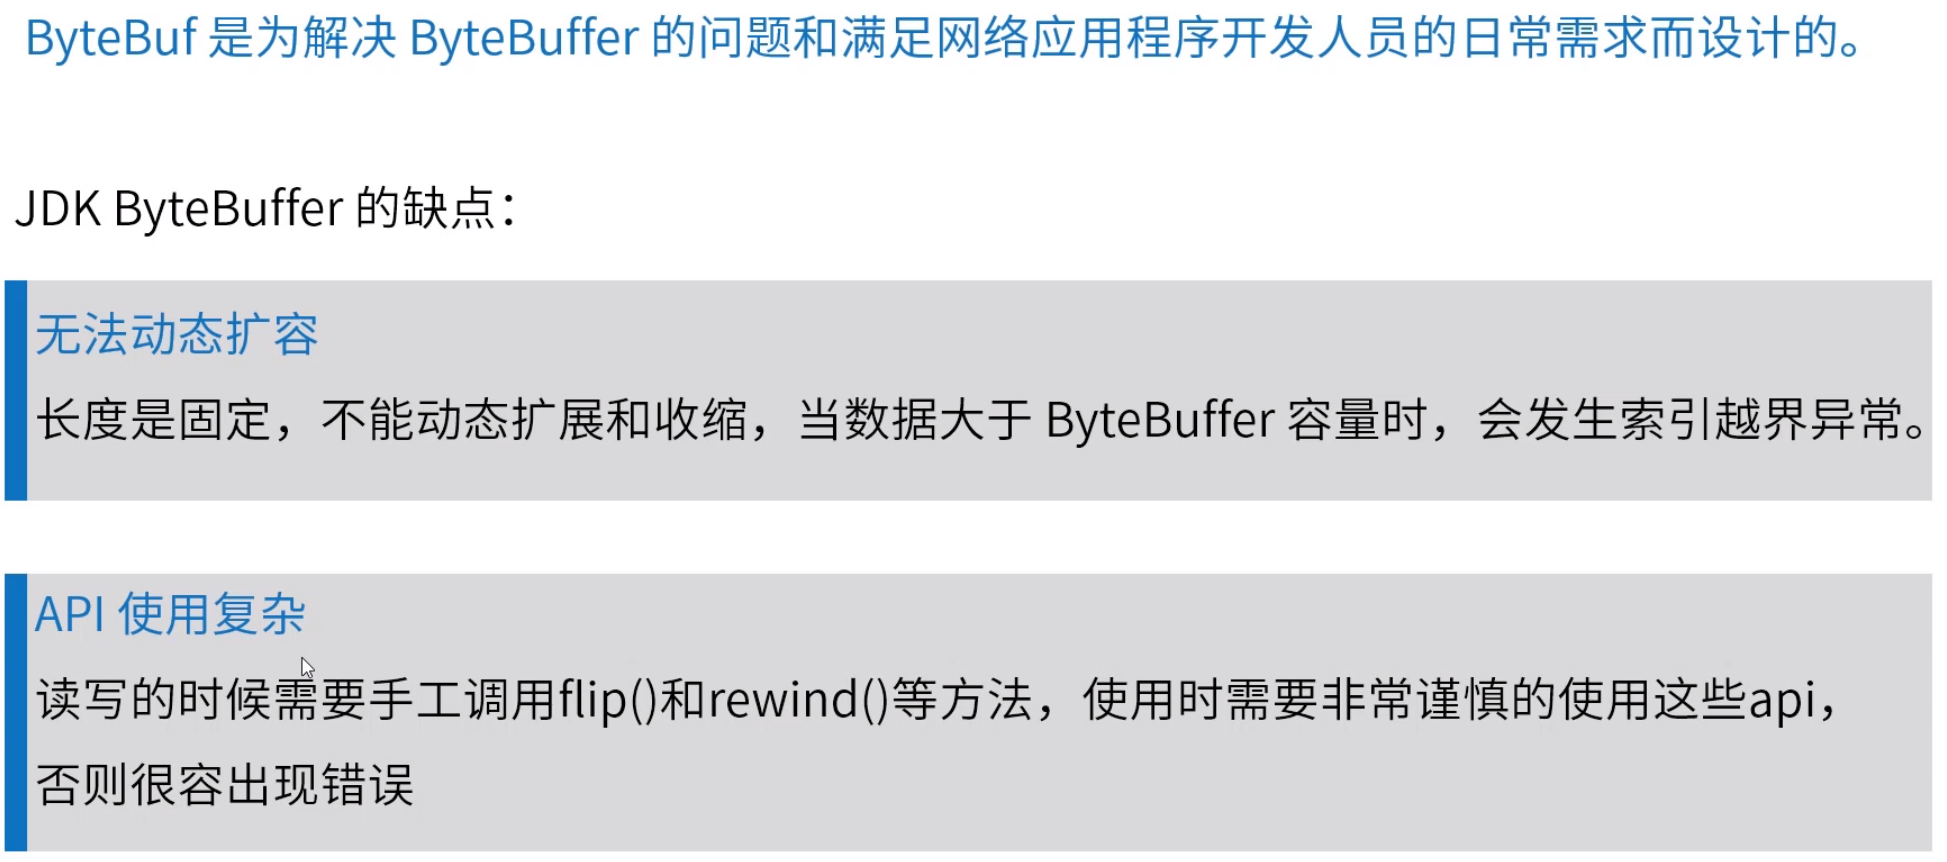 ByteBuf 是为解决 ByteBuffer 的问题和满足网络应用程序开发人员的日常需求而设计的。
JDK ByteBuffer 的缺点：
无法动态扩容
长度是固定，不能动态扩展和收缩，当数据大于 ByteBuffer 容量时，会发生索引越界异常。
API 使用复杂
读写的时候需要手工调用flip()和rewind()等方法，使用时需要非常谨慎的使用这些api，
否则很容出现错误